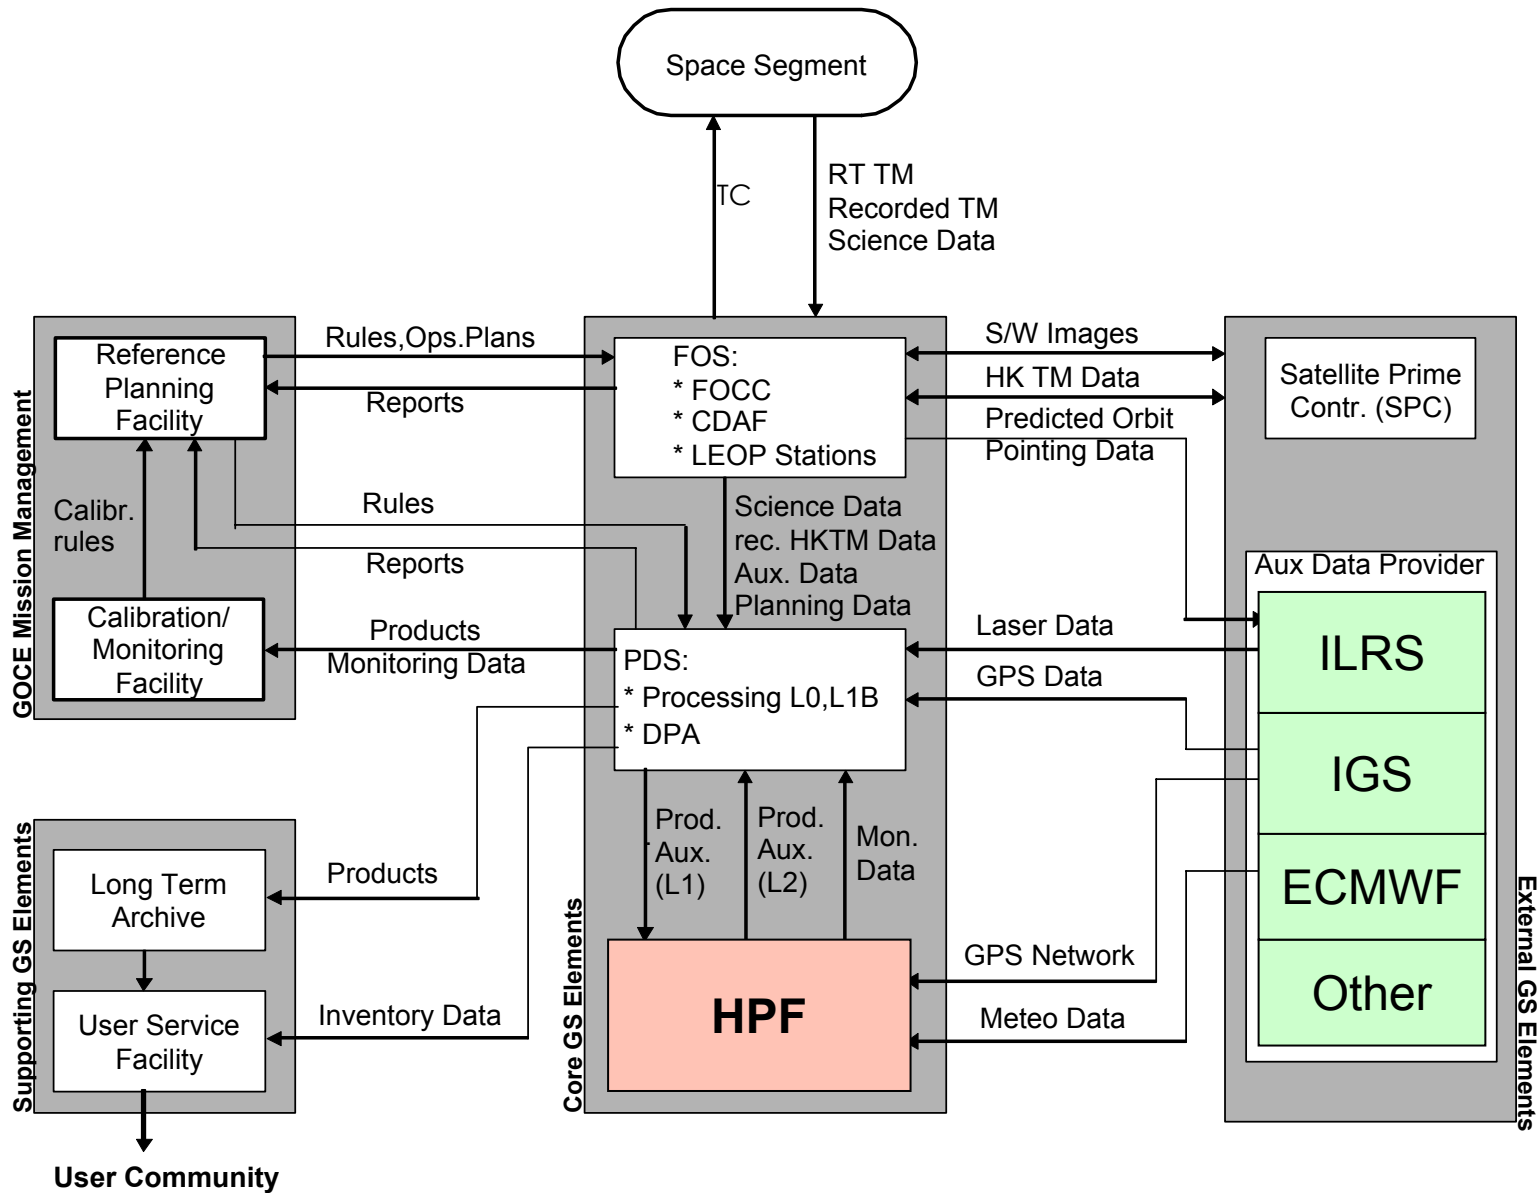 Space Segment
TC
RT TM
Recorded TM
Science Data
GOCE Mission Management
Reference
Planning
Facility
Calibr.
rules
Calibration/
Monitoring
Facility
Rules,Ops.Plans
Reports
Rules
Reports
Products
Monitoring Data
Core GS Elements
FOS:
* FOCC
* CDAF
* LEOP Stations
Science Data
rec. HKTM Data
Aux. Data
Planning Data
PDS:
* Processing L0,L1B
* DPA
Prod.
Aux.
(L1)
Prod.
Aux.
(L2)
Mon.
Data
HPF
S/W Images
HK TM Data
Predicted Orbit
Pointing Data
Laser Data
GPS Data
GPS Network
Meteo Data
External GS Elements
Satellite Prime
Contr. (SPC)
Aux Data Provider
ILRS
IGS
ECMWF
Other
Supporting GS Elements
Long Term
Archive
User Service
Facility
Products
Inventory Data
User Community